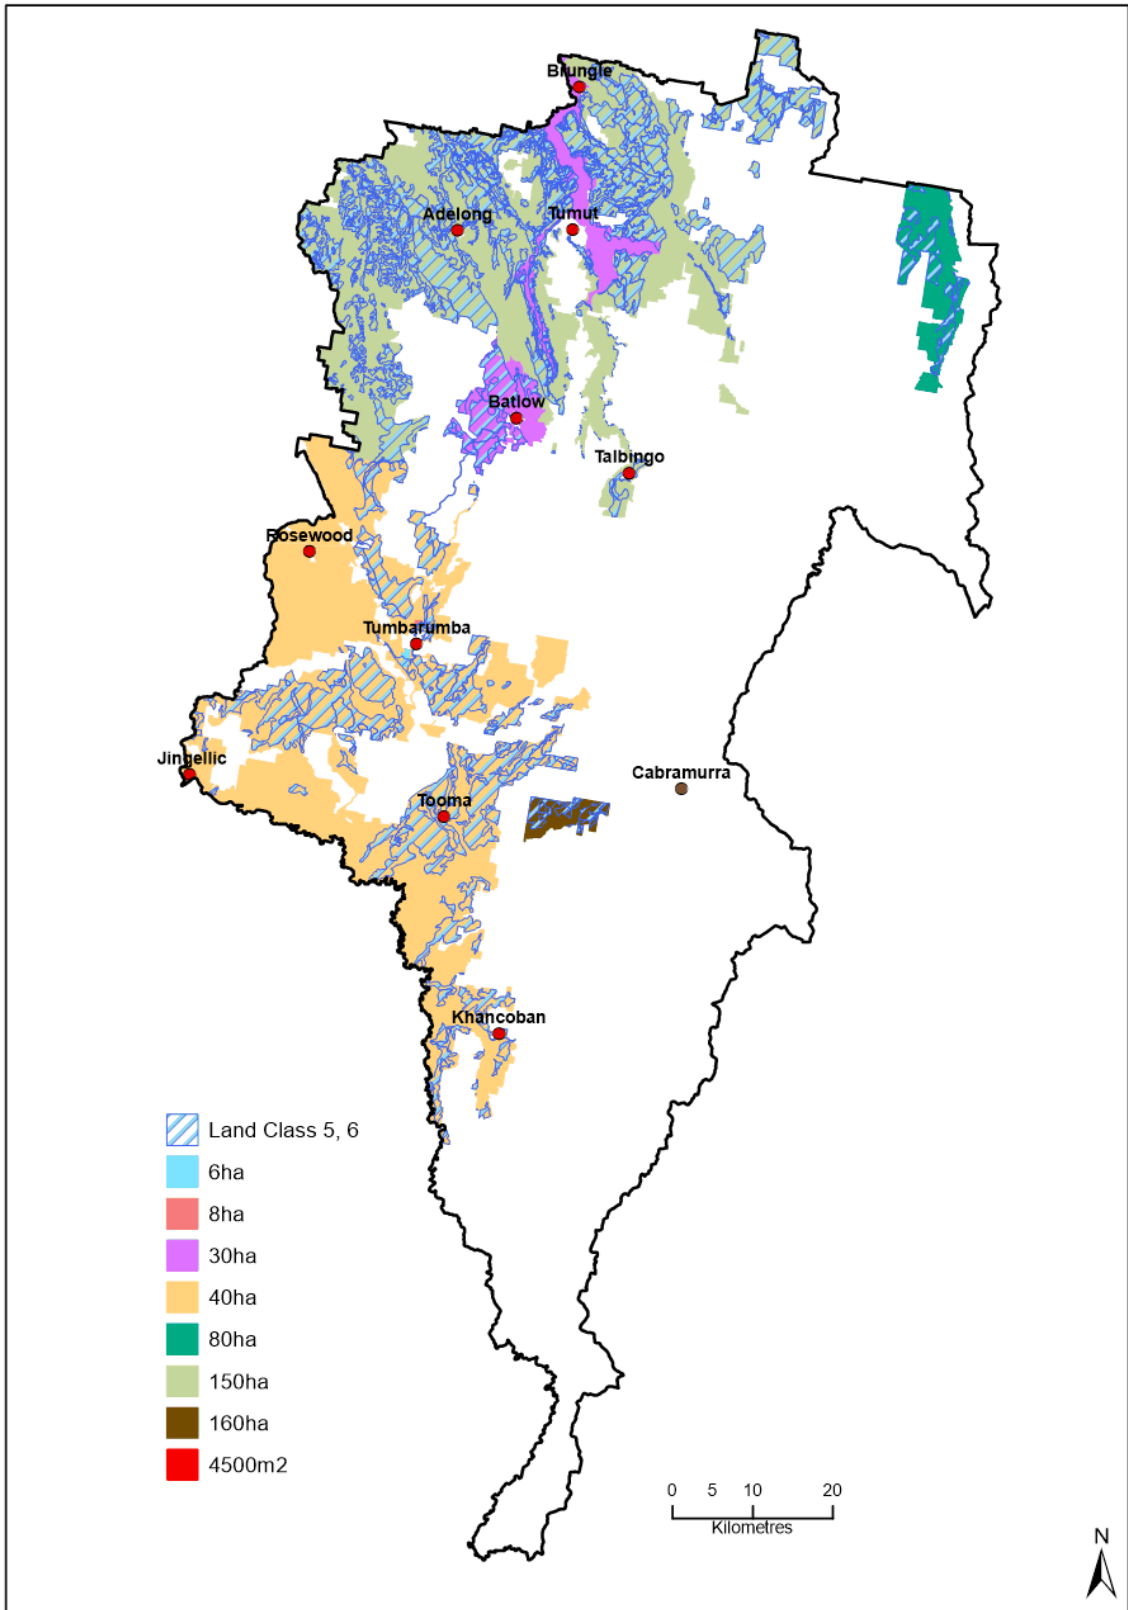 Brungle
Adelong
Tumut
Batlow
Talbingo
Rosewood
Tumbarumba
Jingellic
Cabramurra
Tooma
Khancoban
Land Class 5, 6
6ha
8ha
30ha
40ha
80ha
150ha
160ha
4500m2
0 5 10 20
Kilometres
N